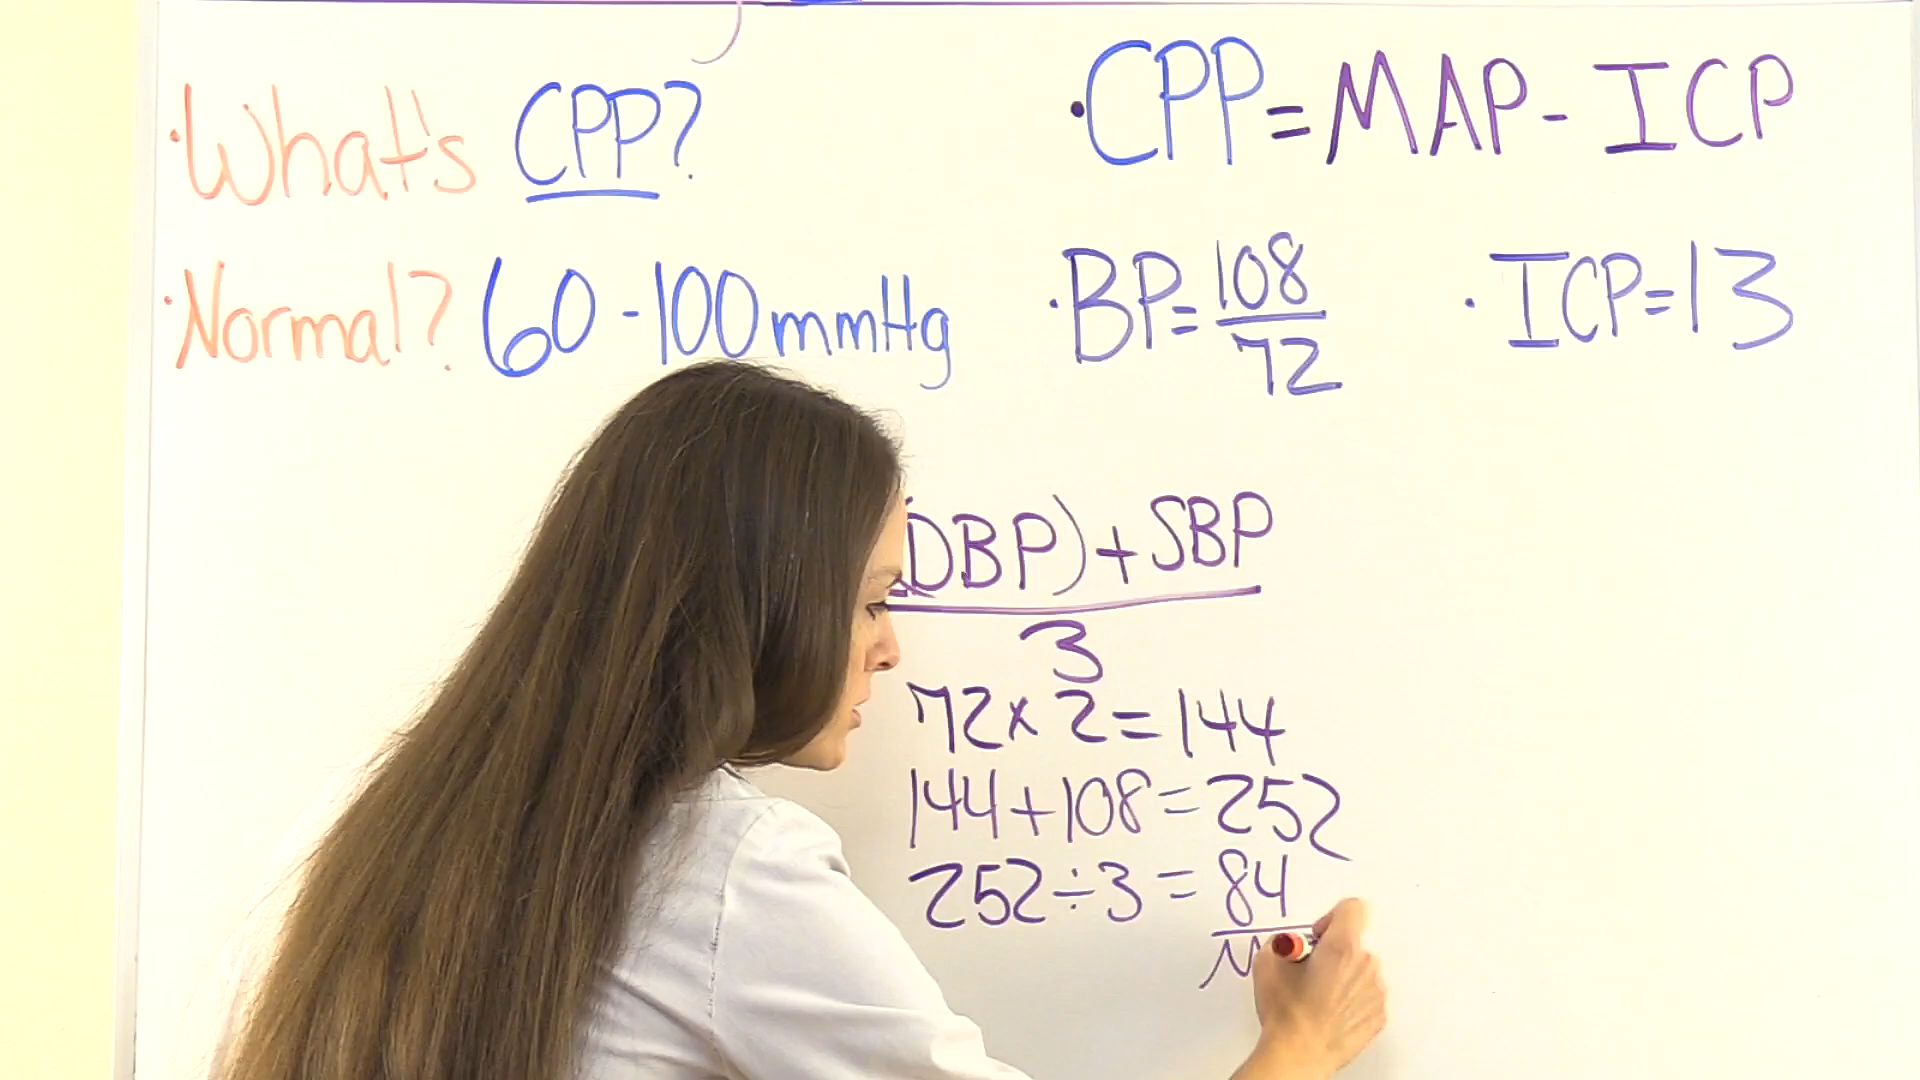 ·What's CPP?
·CPP=MAP-ICP
·Normal? 60-100mmHg
·BP=108/72
·ICP=13
DBP)+SBP
3
72x2=144
144+108=252
252÷3=84